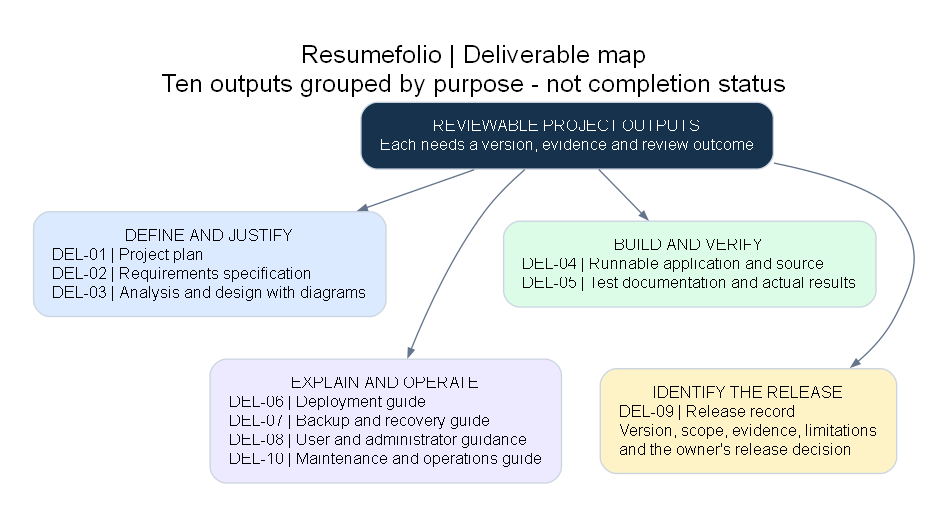 Resumefolio | Deliverable map
Ten outputs grouped by purpose - not completion status
REVIEWABLE PROJECT OUTPUTS
Each needs a version, evidence and review outcome
DEFINE AND JUSTIFY
DEL-01 | Project plan
DEL-02 | Requirements specification
DEL-03 | Analysis and design with diagrams
BUILD AND VERIFY
DEL-04 | Runnable application and source
DEL-05 | Test documentation and actual results
EXPLAIN AND OPERATE
DEL-06 | Deployment guide
DEL-07 | Backup and recovery guide
DEL-08 | User and administrator guidance
DEL-10 | Maintenance and operations guide
IDENTIFY THE RELEASE
DEL-09 | Release record
Version, scope, evidence, limitations
and the owner's release decision